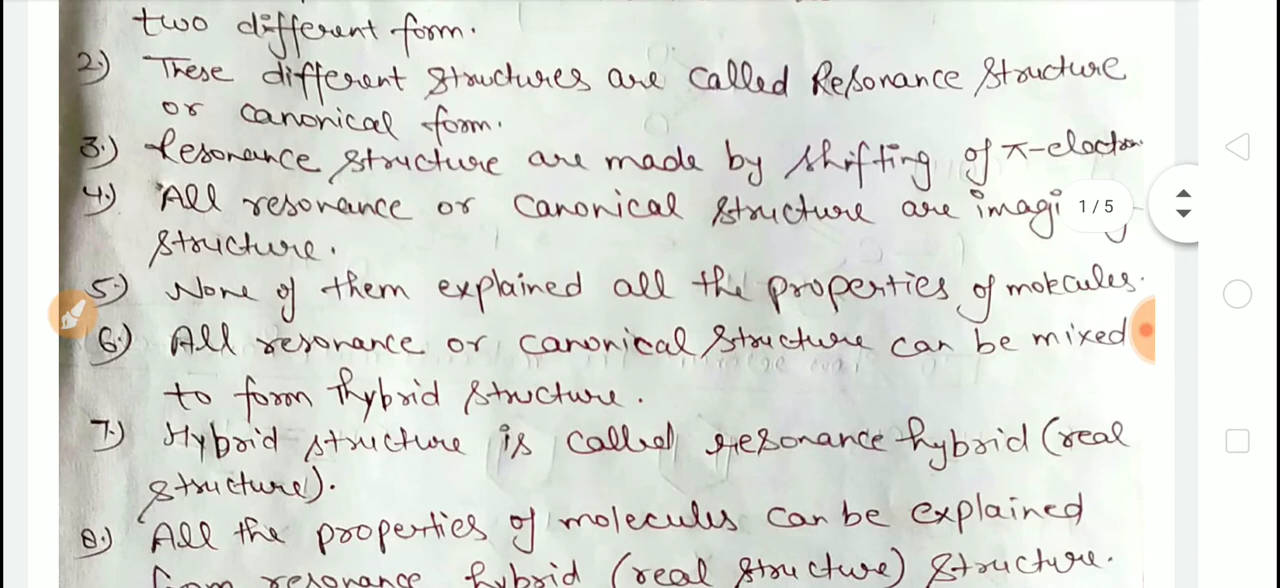 two different form.
2.) These different structures are called Resonance structure
or canonical form.
3.) Resonance structure are made by shifting of π-electron
4.) All resonance or canonical structure are
1 / 5
structure.
5.) None of them explained all the properties of molecules.
6.) All resonance or canonical structure can be mixed
to form hybrid structure.
7.) Hybrid structure is called resonance hybrid (real
structure).
8.) All the properties of molecules can be explained
from resonance hybrid (real structure) structure.